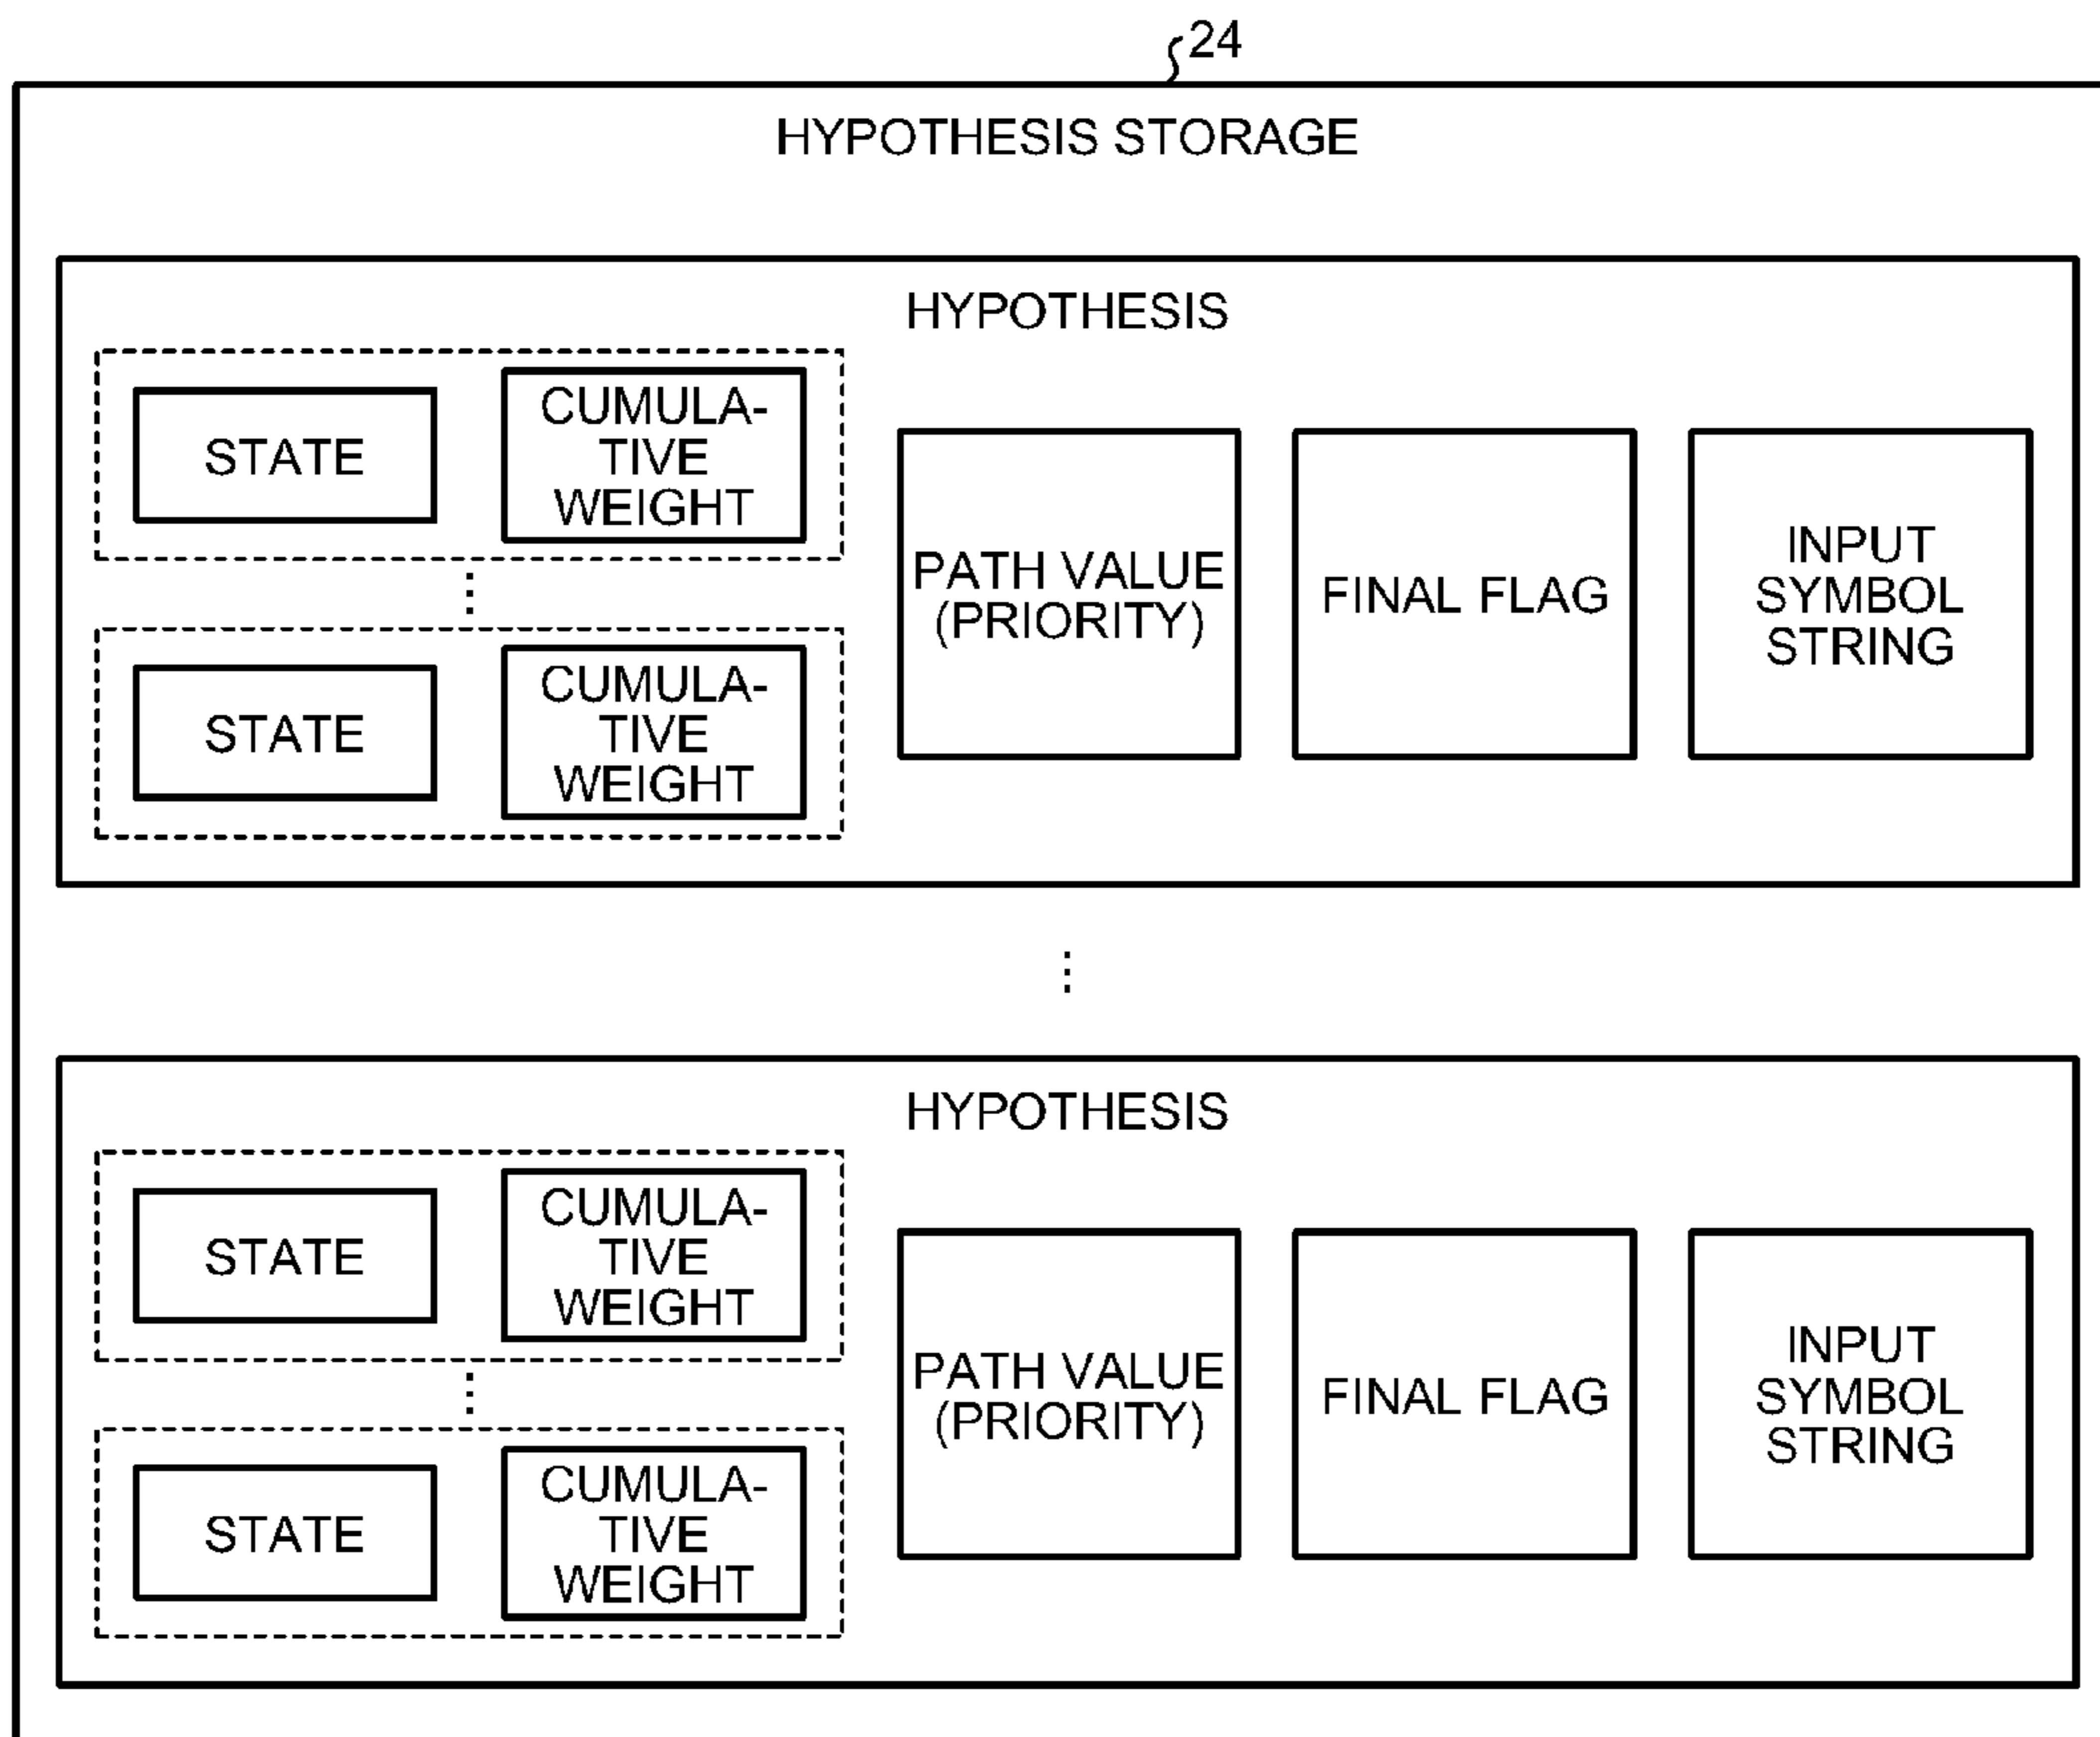 24
HYPOTHESIS STORAGE
HYPOTHESIS
STATE
CUMULA-
TIVE
WEIGHT
STATE
CUMULA-
TIVE
WEIGHT
PATH VALUE
(PRIORITY)
FINAL FLAG
INPUT
SYMBOL
STRING
HYPOTHESIS
STATE
CUMULA-
TIVE
WEIGHT
STATE
CUMULA-
TIVE
WEIGHT
PATH VALUE
(PRIORITY)
FINAL FLAG
INPUT
SYMBOL
STRING